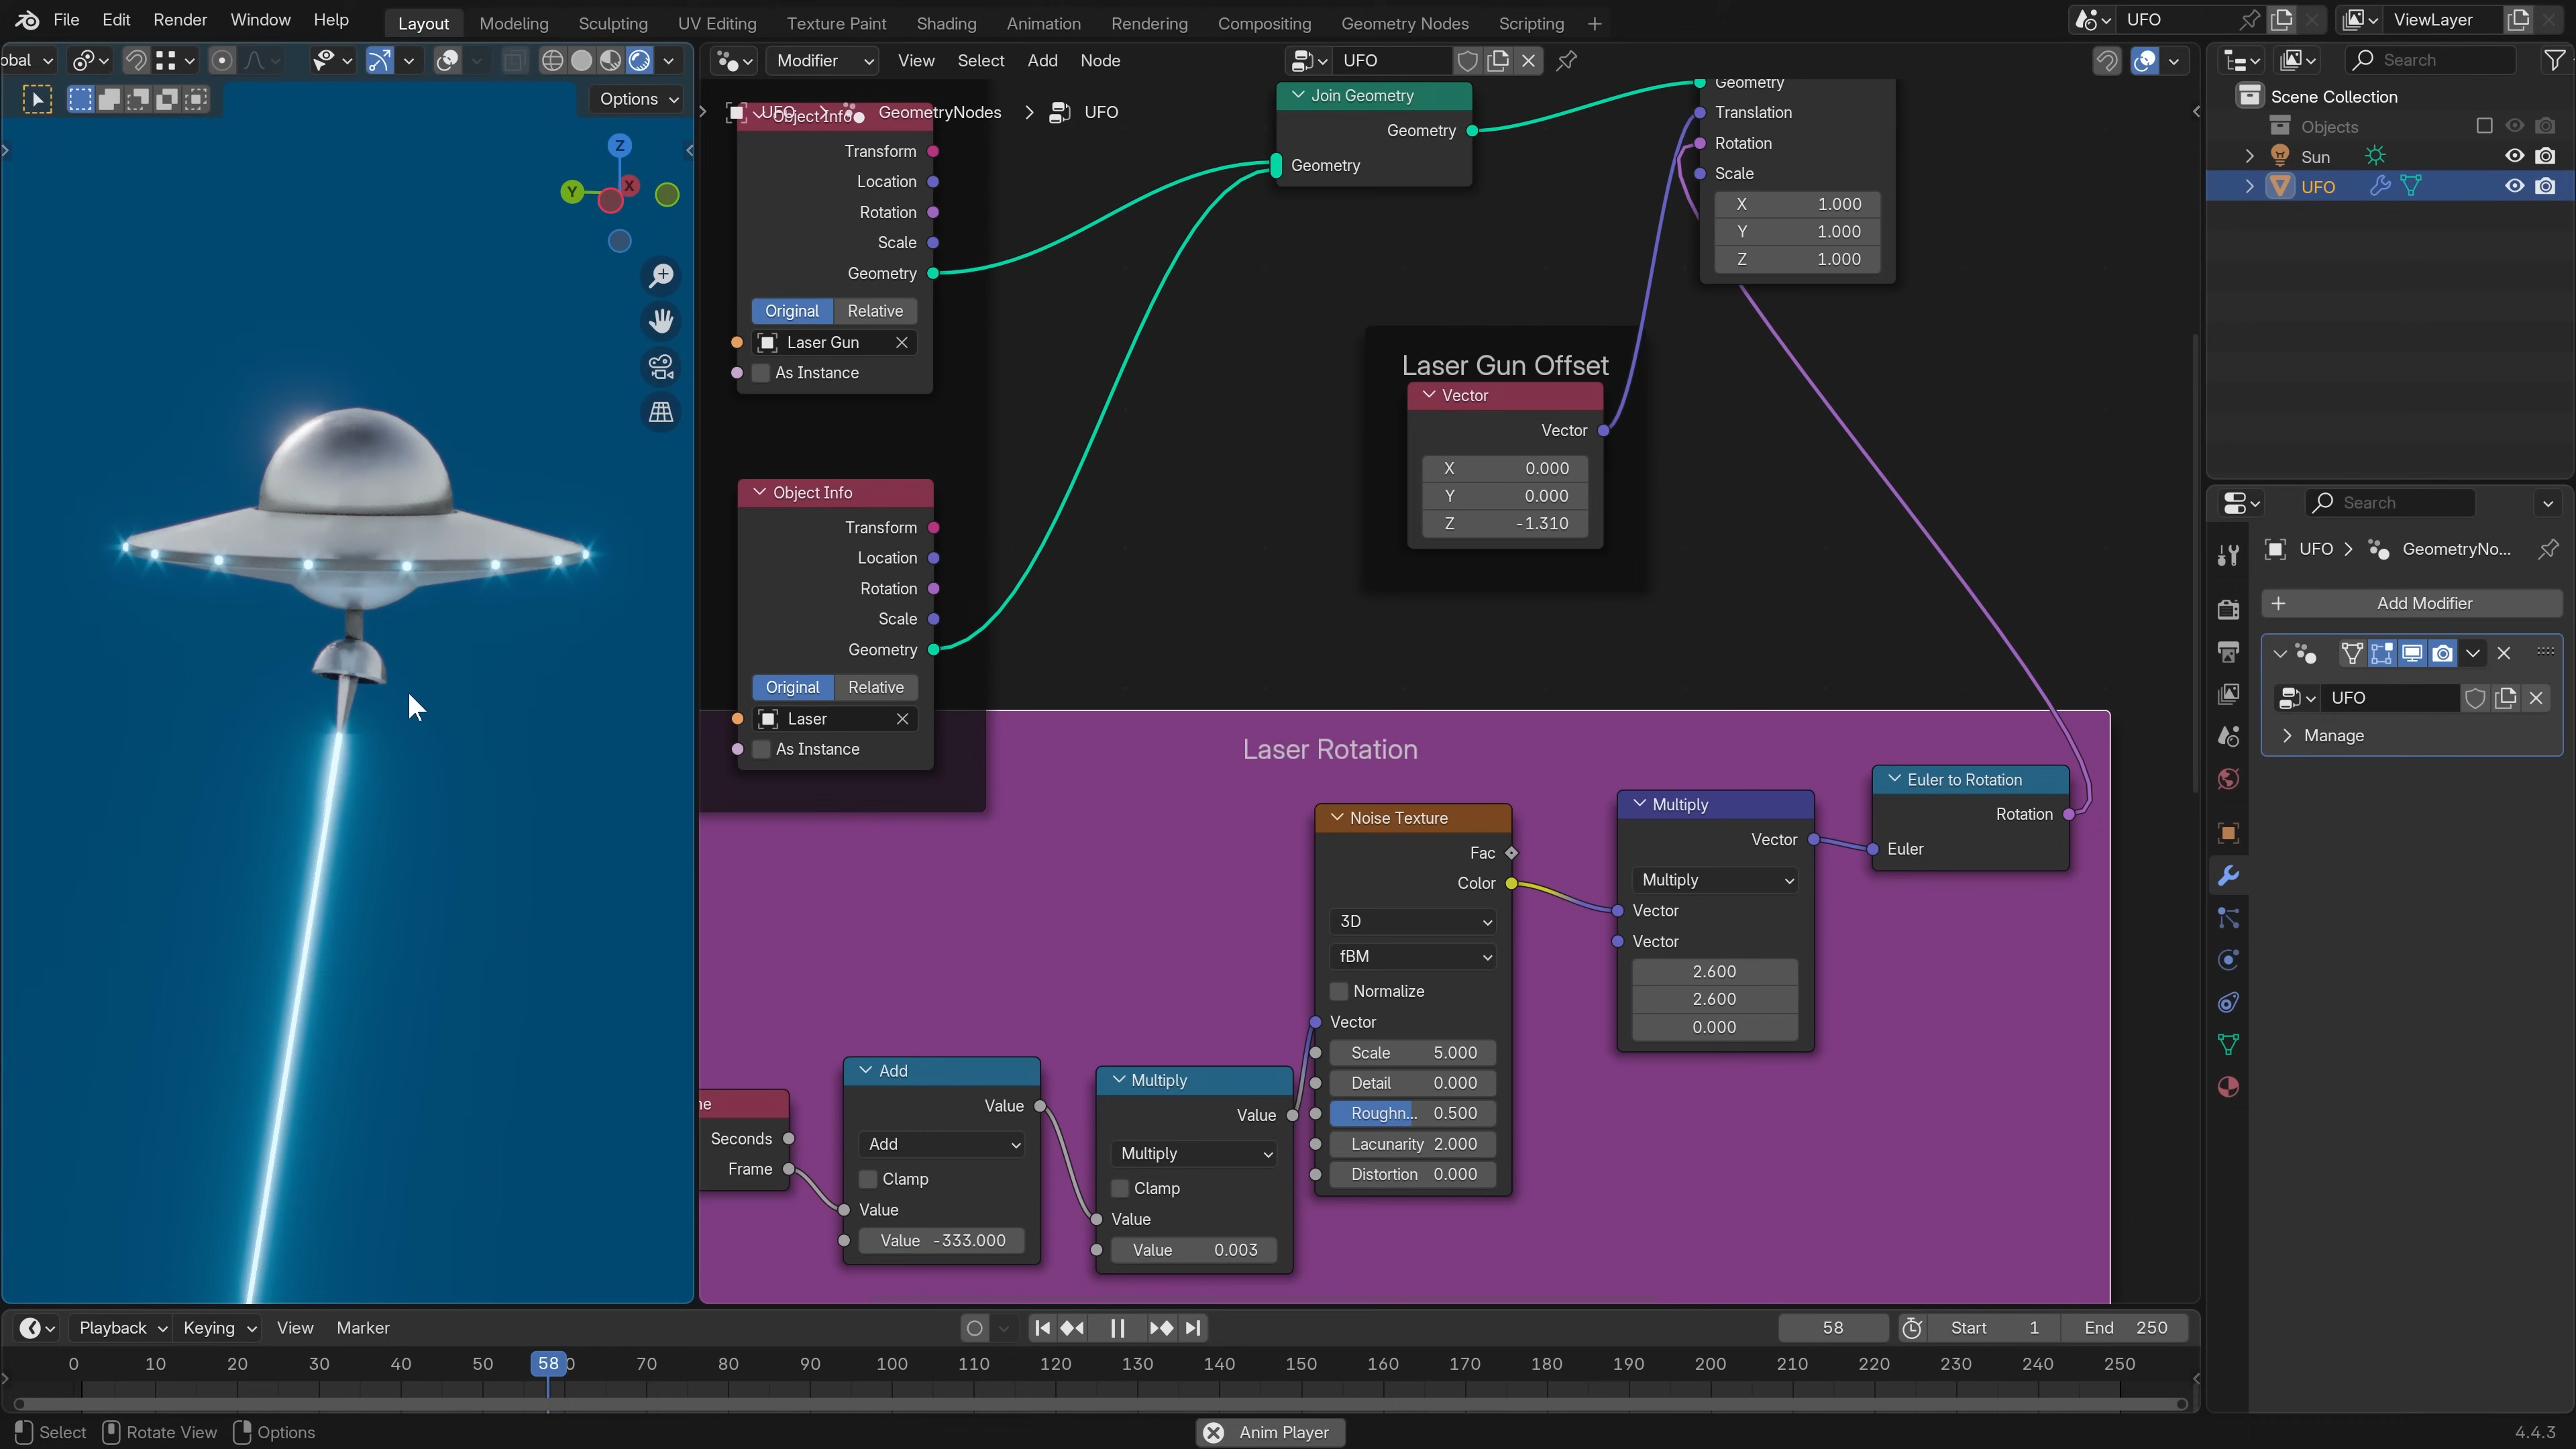 File Edit Render Window Help
Layout Modeling Sculpting UV Editing Texture Paint Shading Animation Rendering Compositing Geometry Nodes Scripting +
UFO
ViewLayer
obal
Options
Z
Y
X
Modifier View Select Add Node
UFO
UFO > GeometryNodes > UFO
Object Info
Transform
Location
Rotation
Scale
Geometry
Original Relative
Laser Gun
As Instance
Object Info
Transform
Location
Rotation
Scale
Geometry
Original Relative
Laser
As Instance
Join Geometry
Geometry
Geometry
Geometry
Translation
Rotation
Scale
X 1.000
Y 1.000
Z 1.000
Laser Gun Offset
Vector
Vector
X 0.000
Y 0.000
Z -1.310
Laser Rotation
ne
Seconds
Frame
Add
Value
Add
Clamp
Value
Value -333.000
Multiply
Value
Multiply
Clamp
Value
Value 0.003
Noise Texture
Fac
Color
3D
fBM
Normalize
Vector
Scale 5.000
Detail 0.000
Roughn... 0.500
Lacunarity 2.000
Distortion 0.000
Multiply
Vector
Multiply
Vector
Vector
2.600
2.600
0.000
Euler to Rotation
Rotation
Euler
Search
Scene Collection
Objects
Sun
UFO
Search
UFO > GeometryNo...
+ Add Modifier
UFO
Manage
Playback Keying View Marker
58 Start 1 End 250
0 10 20 30 40 50 58 0 70 80 90 100 110 120 130 140 150 160 170 180 190 200 210 220 230 240 250
Select Rotate View Options
Anim Player
4.4.3